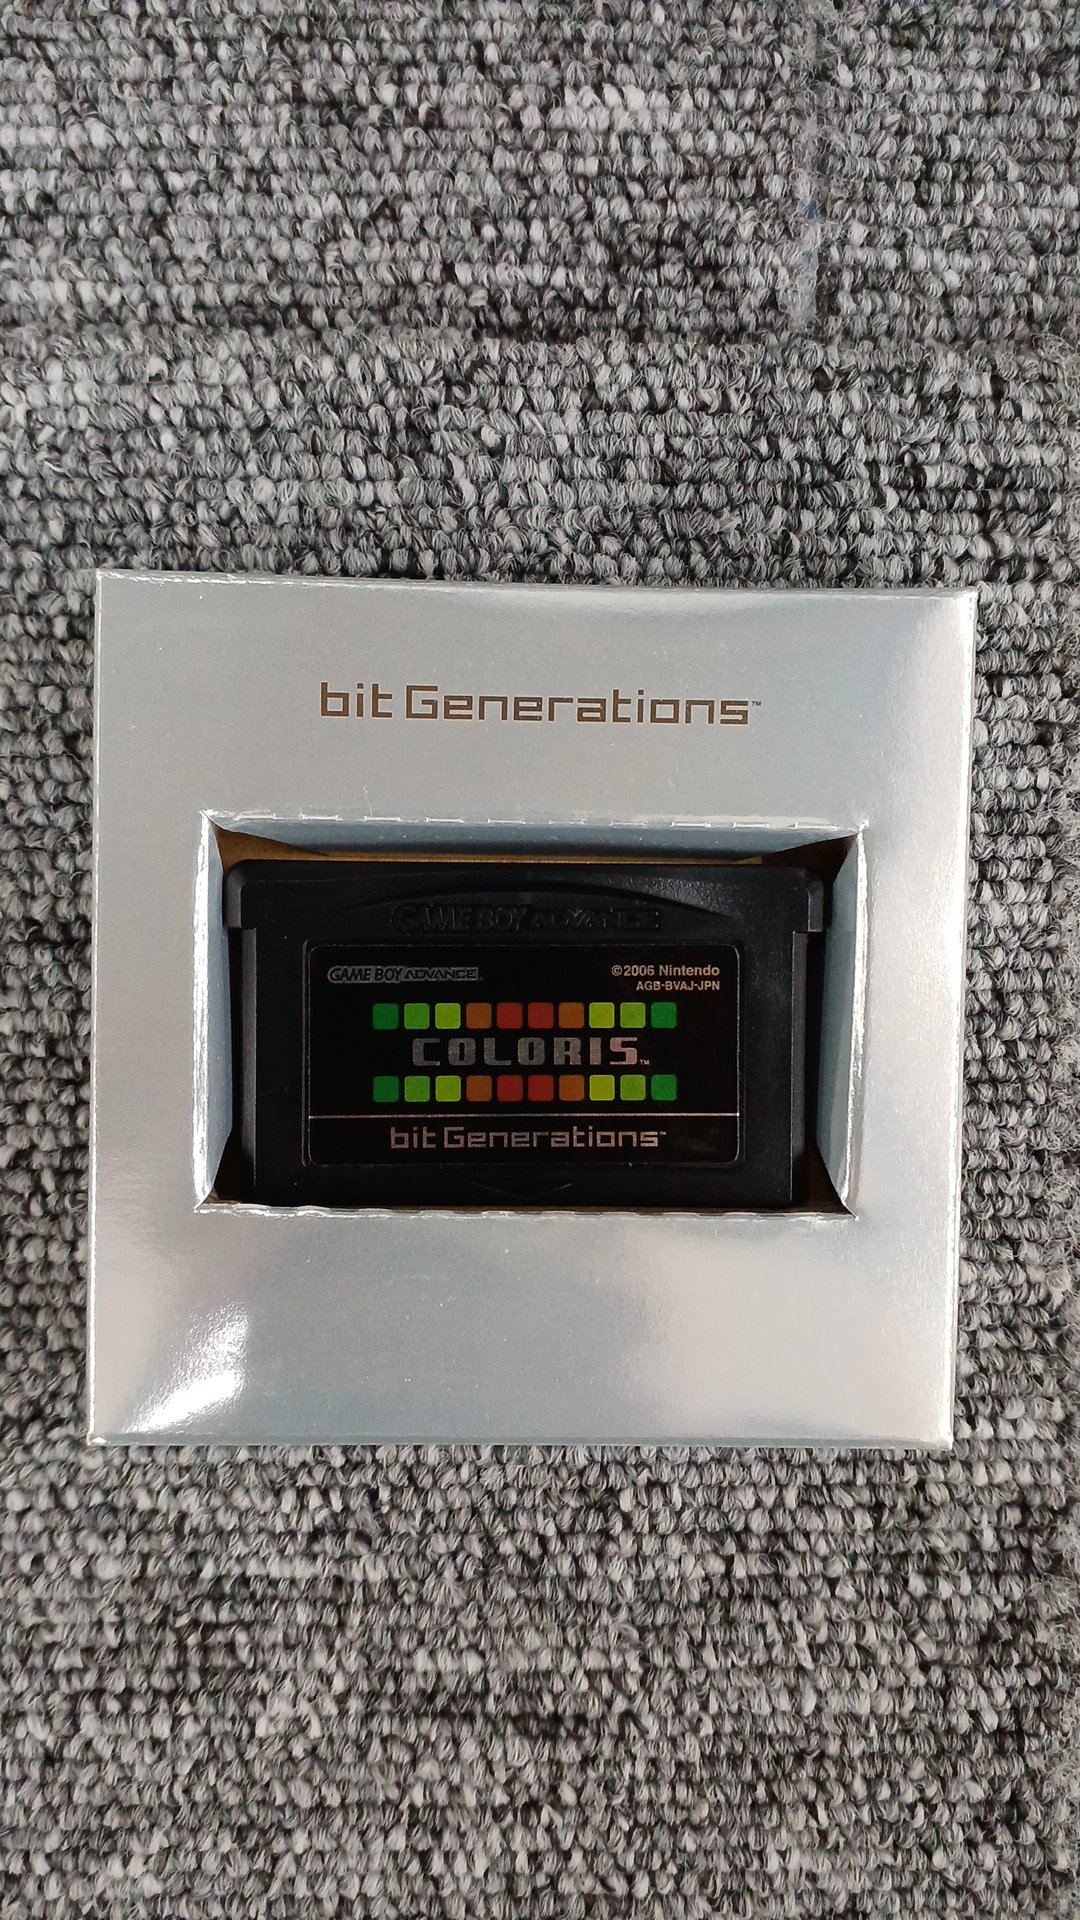 bit Generations™
GAME BOY ADVANCE
GAME BOY ADVANCE
©2006 Nintendo
AGB-BVAJ-JPN
COLORIS™
bit Generations™